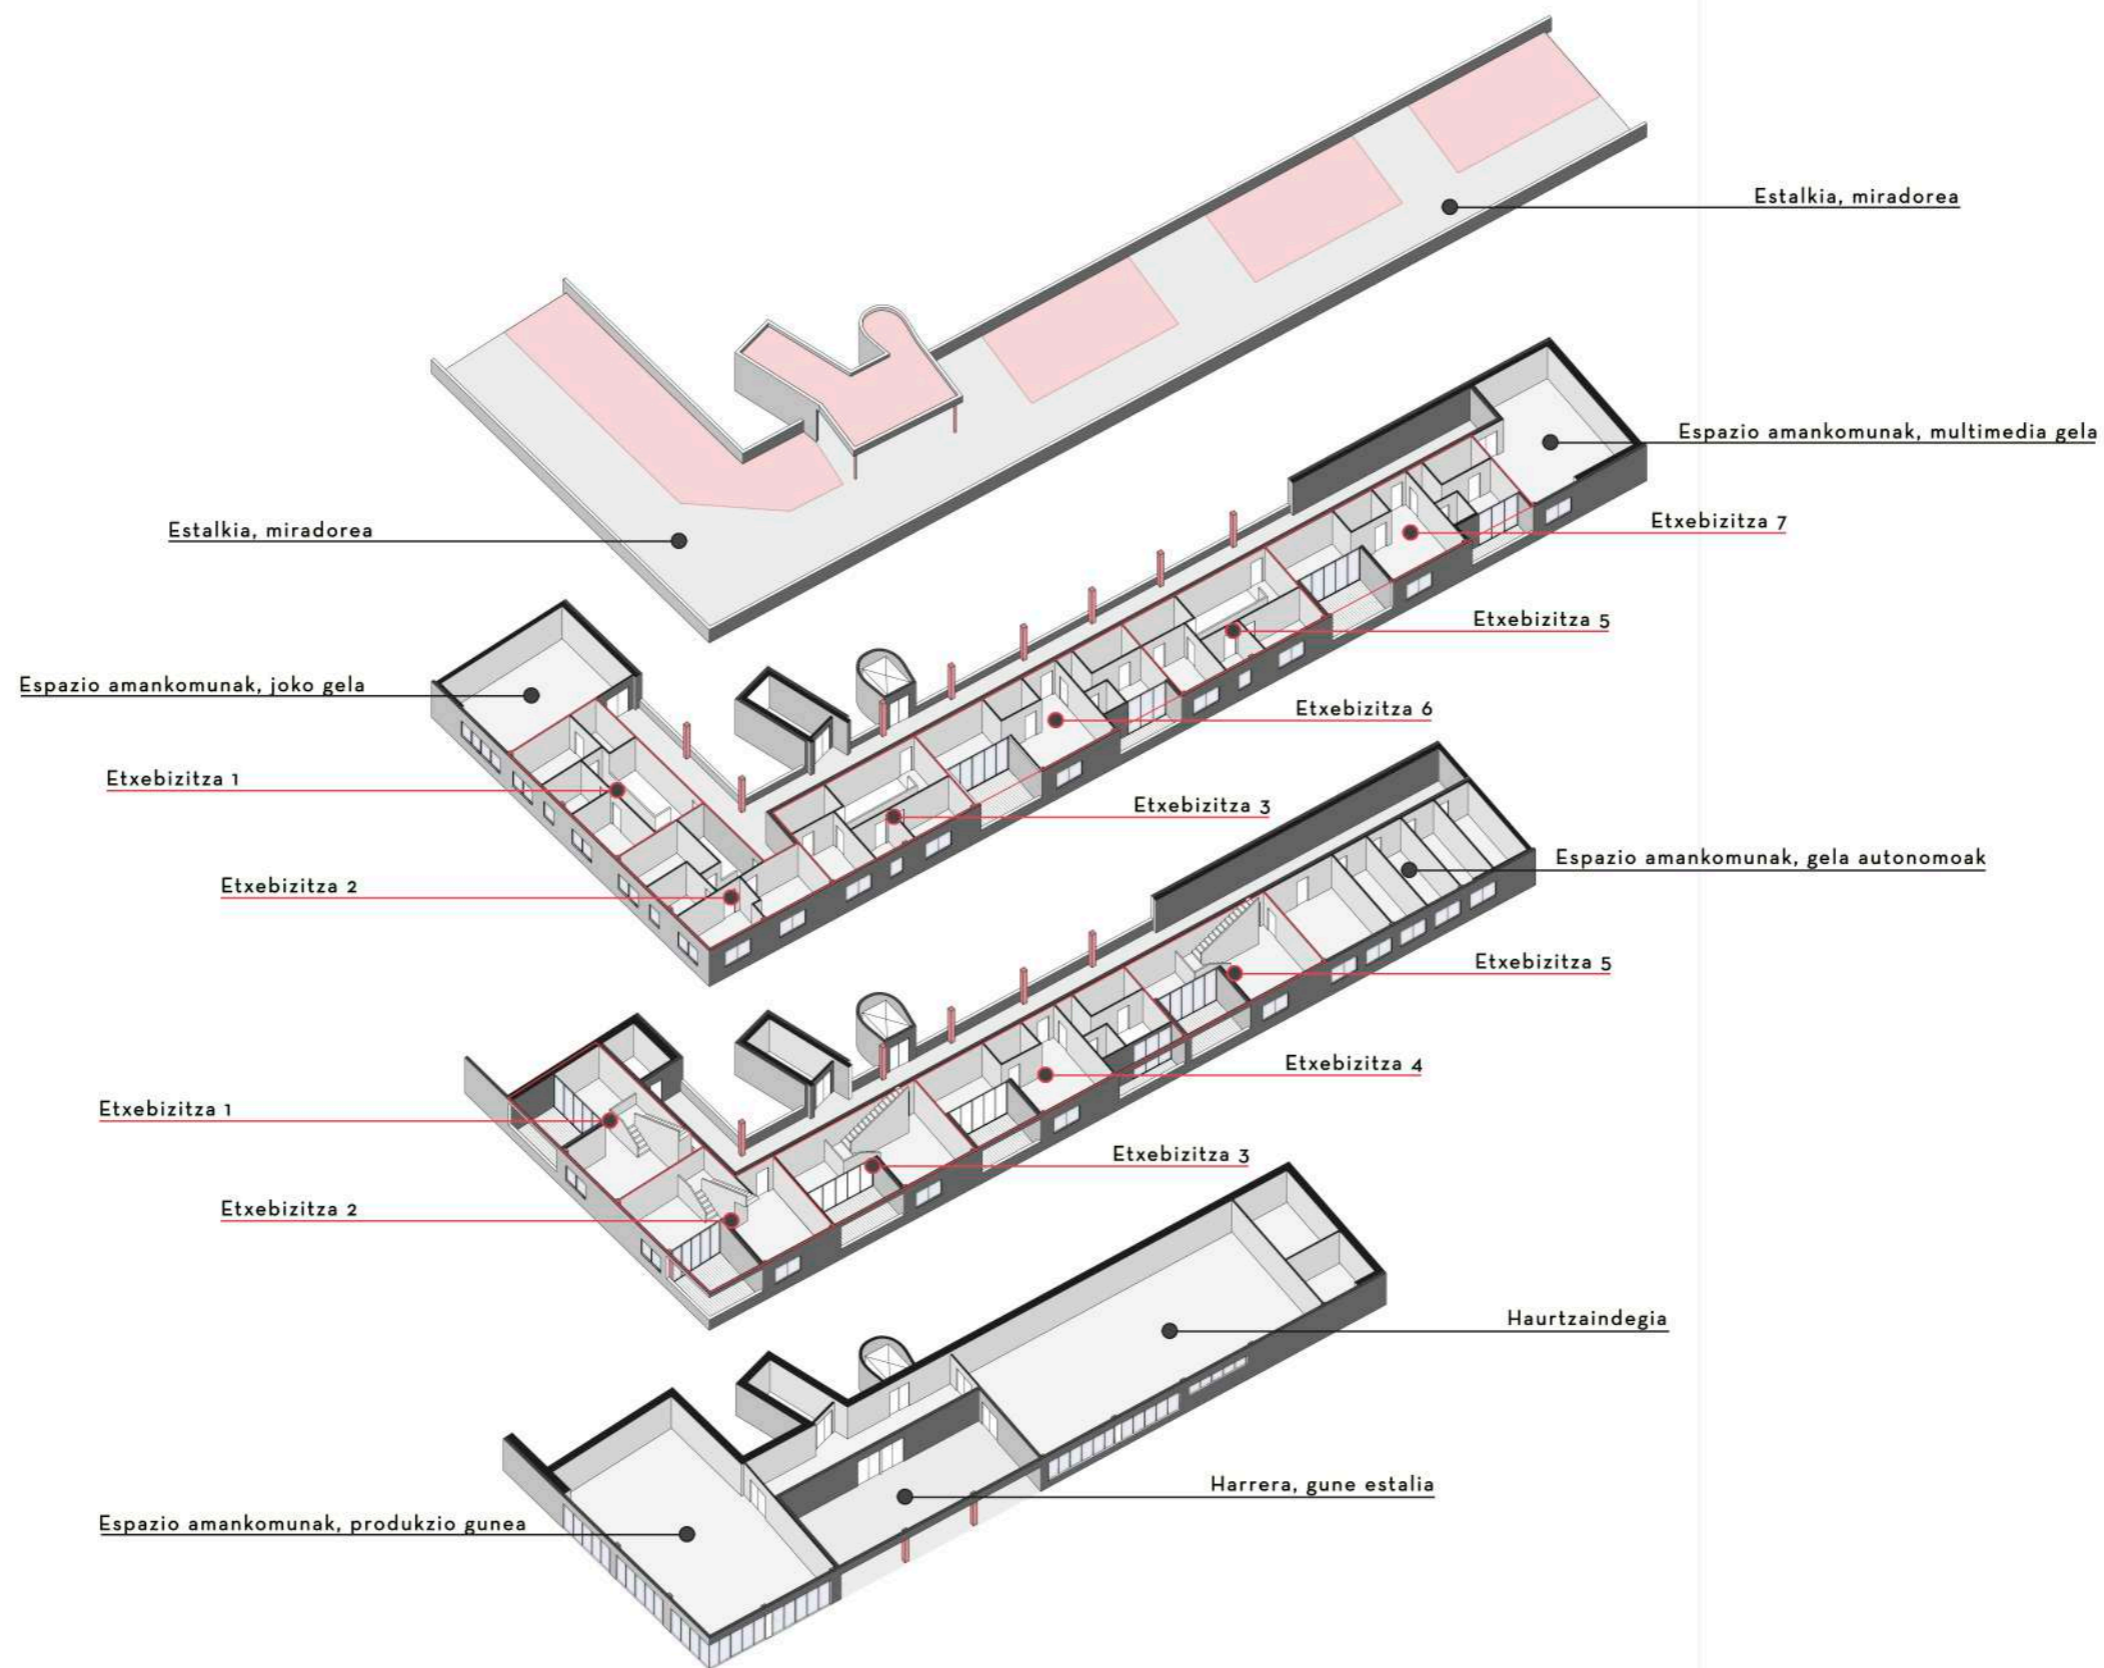 Estalkia, miradorea
Espazio amankomunak, multimedia gela
Etxebizitza 7
Estalkia, miradorea
Etxebizitza 5
Espazio amankomunak, joko gela
Etxebizitza 6
Etxebizitza 1
Etxebizitza 3
Espazio amankomunak, gela autonomoak
Etxebizitza 2
Etxebizitza 5
Etxebizitza 4
Etxebizitza 1
Etxebizitza 3
Etxebizitza 2
Haurtzaindegia
Harrera, gune estalia
Espazio amankomunak, produkzio gunea